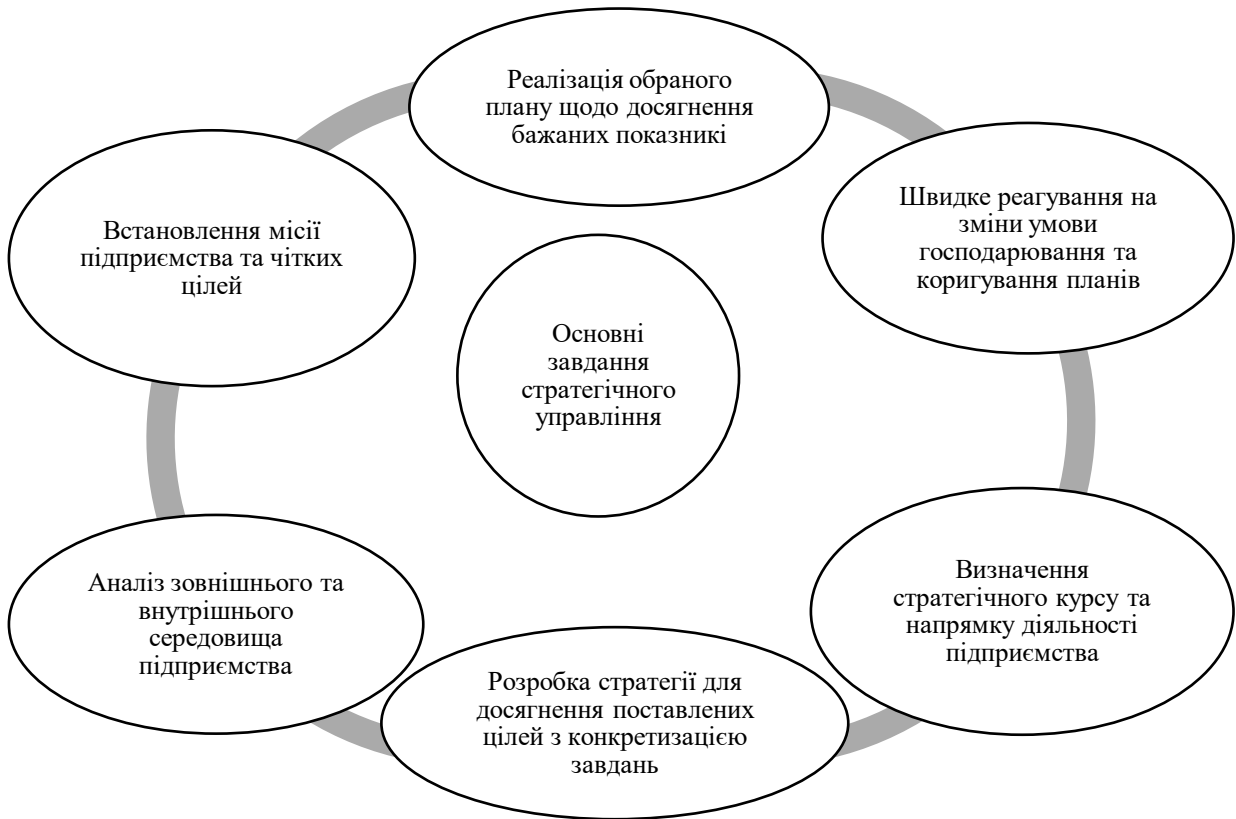 Реалізація обраного
плану щодо досягнення
бажаних показникі
Встановлення місії
підприємства та чітких
цілей
Швидке реагування на
зміни умови
господарювання та
коригування планів
Основні
завдання
стратегічного
управління
Аналіз зовнішнього та
внутрішнього
середовища
підприємства
Визначення
стратегічного курсу та
напрямку діяльності
підприємства
Розробка стратегії для
досягнення поставлених
цілей з конкретизацією
завдань